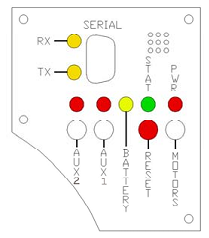 SERIAL
RX
TX
STAT
PWR
AUX2
AUX1
BATTERY
RESET
MOTORS